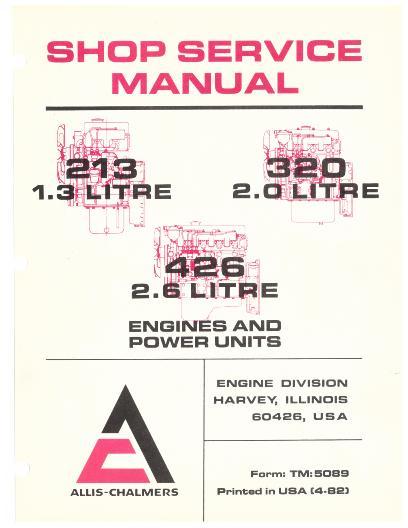 SHOP SERVICE
MANUAL
213
1.3 LITRE
320
2.0 LITRE
426
2.6 LITRE
ENGINES AND
POWER UNITS
ALLIS-CHALMERS
ENGINE DIVISION
HARVEY, ILLINOIS
60426, USA
Form: TM:5089
Printed in USA (4-82)